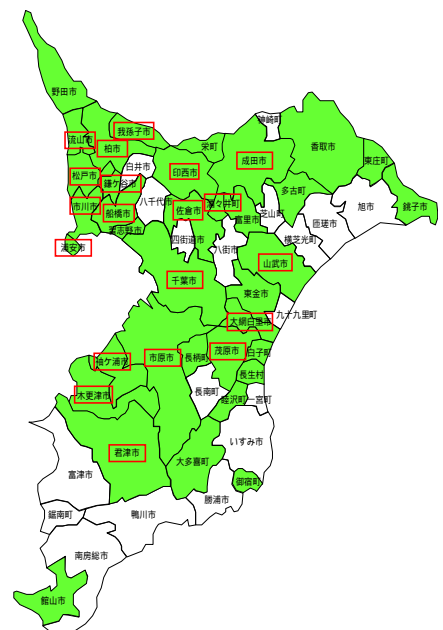 野田市
神崎町
流山市
我孫子市
栄町
香取市
柏市
白井市
成田市
東庄町
松戸市
鎌ケ谷市
印西市
多古町
市川市
船橋市
八千代市
佐倉市
酒々井町
富里市
芝山町
匝瑳市
旭市
銚子市
習志野市
四街道市
八街市
横芝光町
浦安市
山武市
千葉市
東金市
大網白里市
九十九里町
袖ケ浦市
市原市
長柄町
茂原市
白子町
長生村
木更津市
長南町
睦沢町
一宮町
君津市
大多喜町
いすみ市
富津市
御宿町
勝浦市
鋸南町
鴨川市
南房総市
館山市